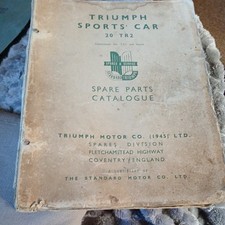 TRIUMPH
SPORTS CAR
20 TR2
SPARE PARTS
CATALOGUE
TRIUMPH MOTOR CO. (1945) LTD.
SPARES DIVISION
FLETCHAMSTEAD HIGHWAY
COVENTRY / ENGLAND
THE STANDARD MOTOR CO. LTD.